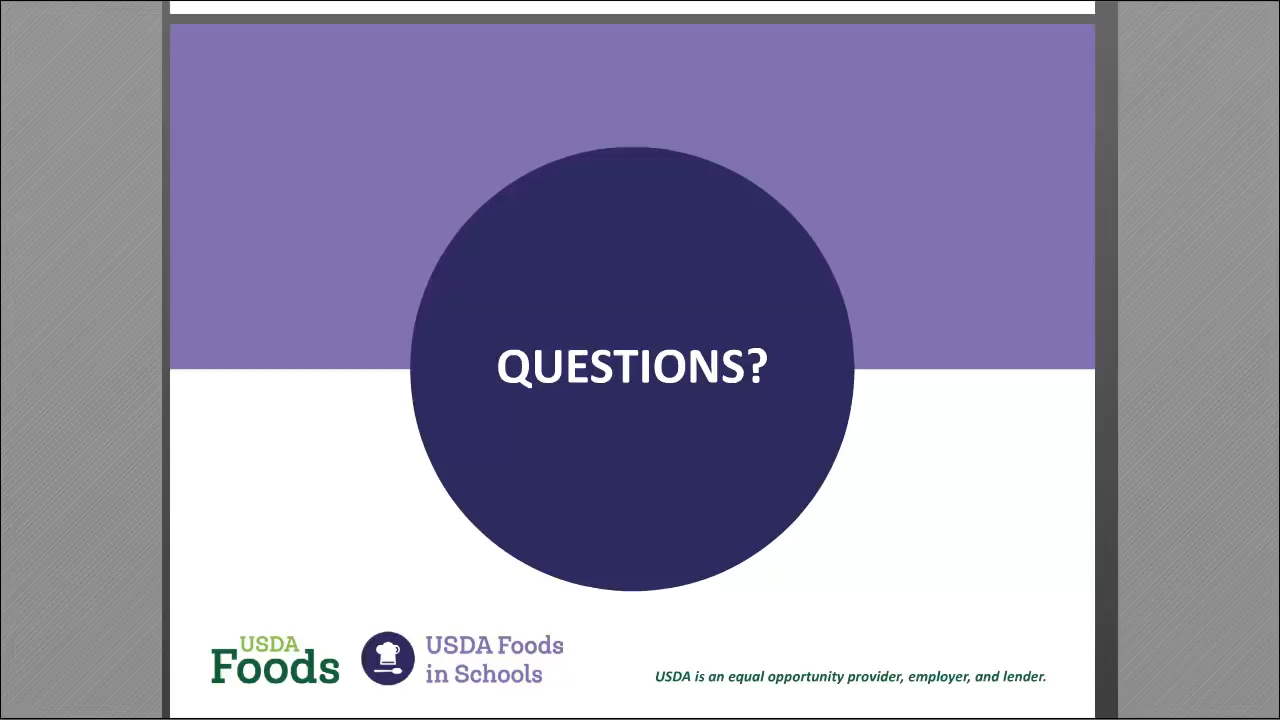 QUESTIONS?
USDA
Foods
USDA Foods
in Schools
USDA is an equal opportunity provider, employer, and lender.